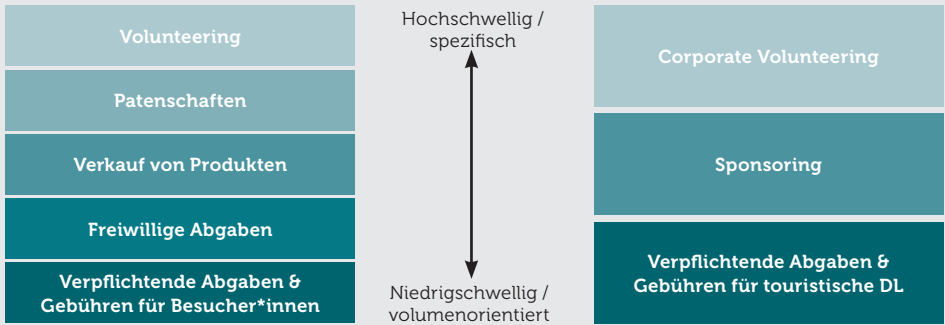 Volunteering
Patenschaften
Verkauf von Produkten
Freiwillige Abgaben
Verpflichtende Abgaben &
Gebühren für Besucher*innen
Hochschwellig /
spezifisch
Niedrigschwellig /
volumenorientiert
Corporate Volunteering
Sponsoring
Verpflichtende Abgaben &
Gebühren für touristische DL